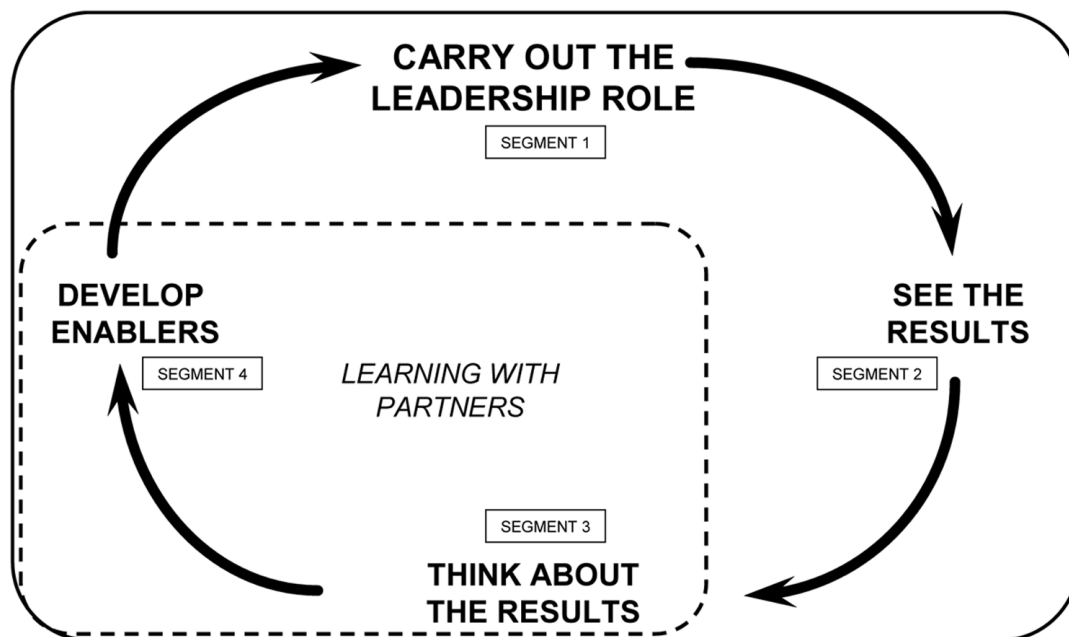 CARRY OUT THE
LEADERSHIP ROLE
SEGMENT 1
SEE THE
RESULTS
SEGMENT 2
SEGMENT 3
THINK ABOUT
THE RESULTS
DEVELOP
ENABLERS
SEGMENT 4
LEARNING WITH
PARTNERS